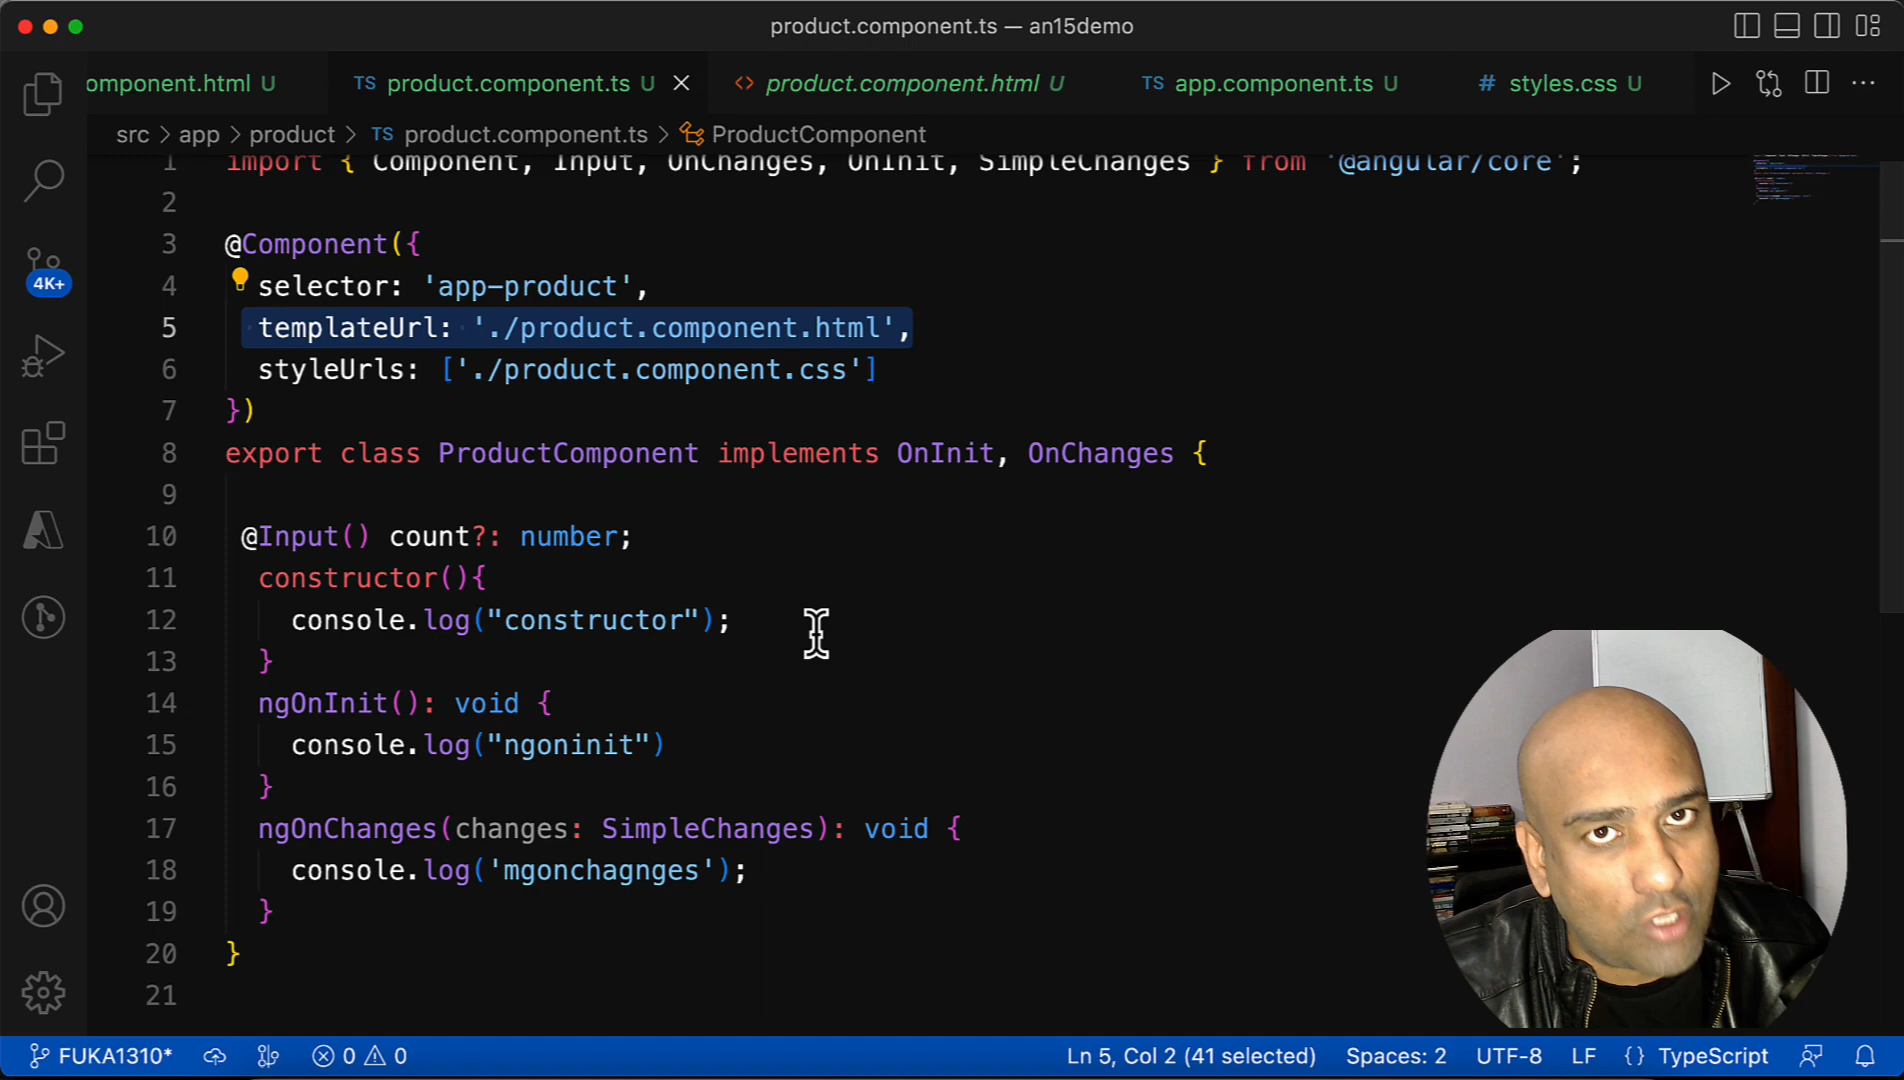 product.component.ts — an15demo
omponent.html U
TS product.component.ts U
<> product.component.html U
TS app.component.ts U
# styles.css U
src > app > product > TS product.component.ts > ProductComponent
1 import { Component, Input, OnChanges, OnInit, SimpleChanges } from '@angular/core';
2
3 @Component({
4 selector: 'app-product',
5 templateUrl: './product.component.html',
6 styleUrls: ['./product.component.css']
7 })
8 export class ProductComponent implements OnInit, OnChanges {
9
10 @Input() count?: number;
11 constructor(){
12 console.log("constructor");
13 }
14 ngOnInit(): void {
15 console.log("ngoninit")
16 }
17 ngOnChanges(changes: SimpleChanges): void {
18 console.log('mgonchagnges');
19 }
20 }
21
4K+
FUKA1310* 0 0 Ln 5, Col 2 (41 selected) Spaces: 2 UTF-8 LF {} TypeScript